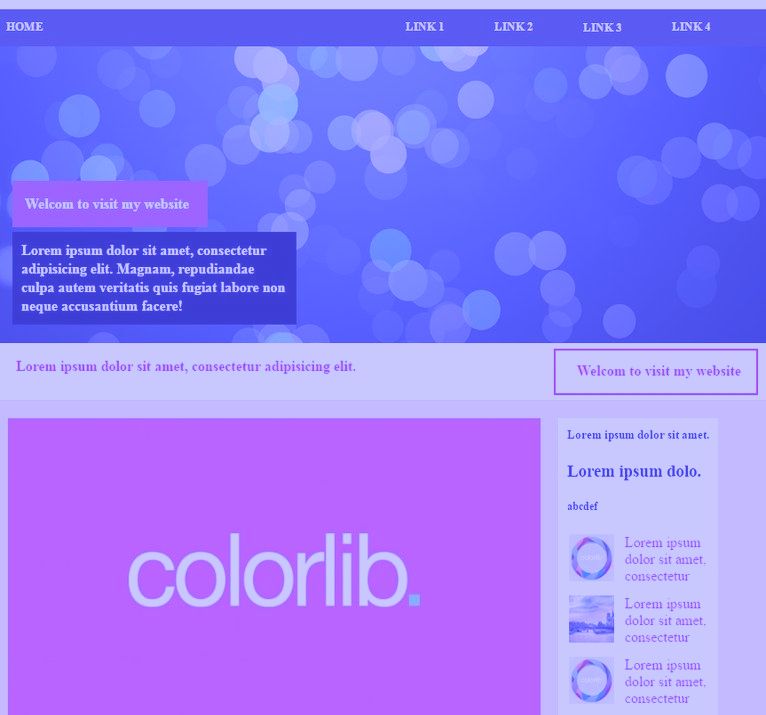 HOME LINK 1 LINK 2 LINK 3 LINK 4
Welcom to visit my website
Lorem ipsum dolor sit amet, consectetur
adipisicing elit. Magnam, repudiandae
culpa autem veritatis quis fugiat labore non
neque accusantium facere!
Lorem ipsum dolor sit amet, consectetur adipisicing elit.
Welcom to visit my website
colorlib.
Lorem ipsum dolor sit amet.
Lorem ipsum dolo.
abcdef
Lorem ipsum
dolor sit amet.
consectetur
Lorem ipsum
dolor sit amet.
consectetur
Lorem ipsum
dolor sit amet.
consectetur